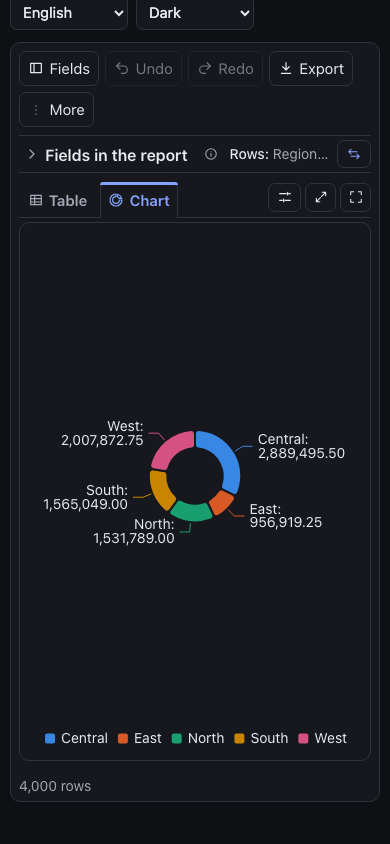 English
Dark
Fields
Undo
Redo
Export
More
Fields in the report
Rows: Region...
Table
Chart
West:
2,007,872.75
Central:
2,889,495.50
South:
1,565,049.00
East:
956,919.25
North:
1,531,789.00
Central
East
North
South
West
4,000 rows